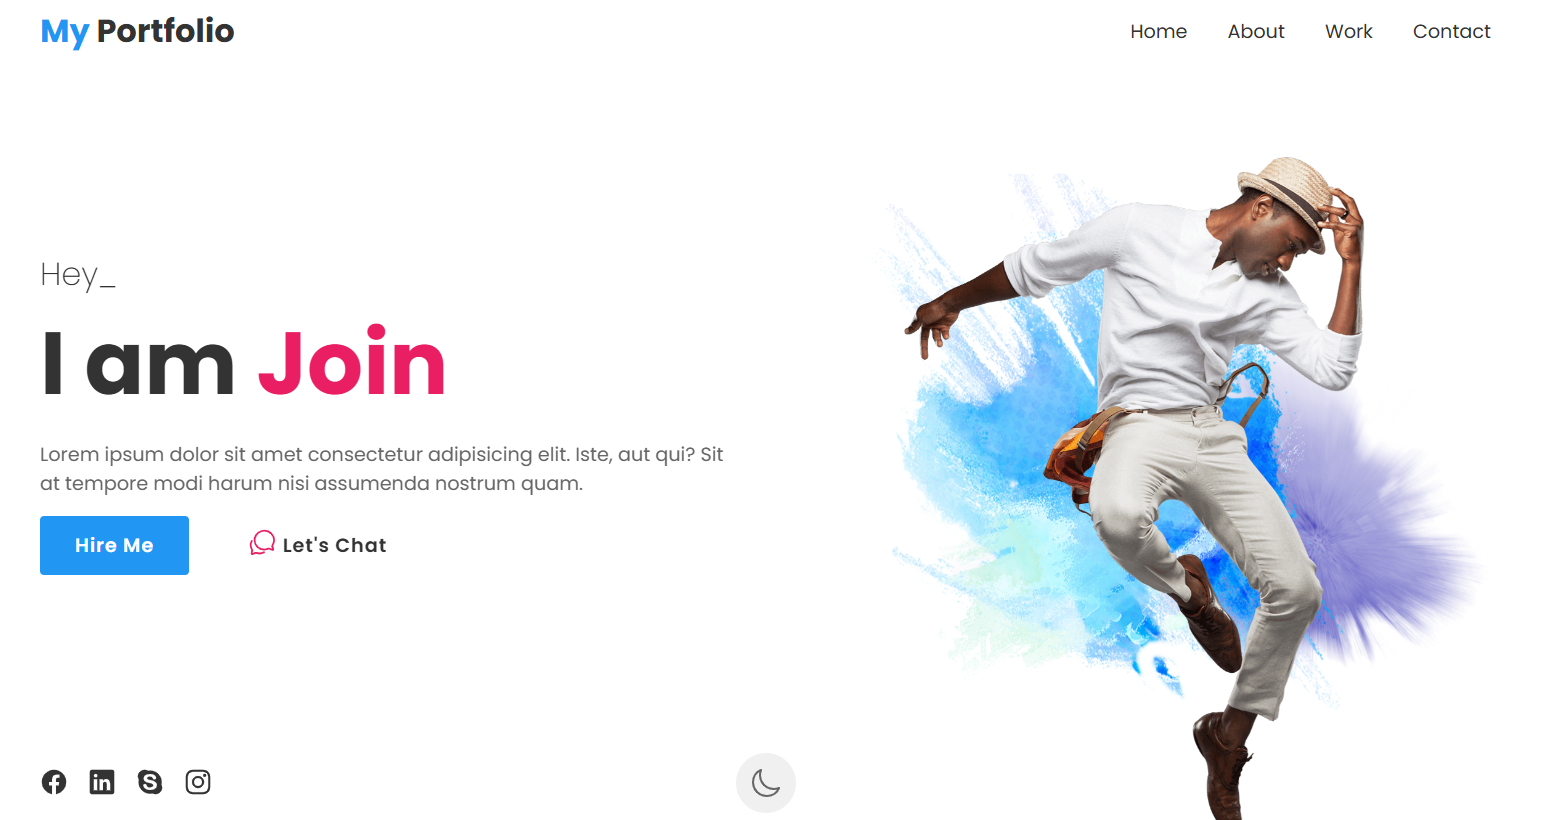 My Portfolio
Home About Work Contact
Hey_
I am Join
Lorem ipsum dolor sit amet consectetur adipisicing elit. Iste, aut qui? Sit
at tempore modi harum nisi assumenda nostrum quam.
Hire Me
Let's Chat